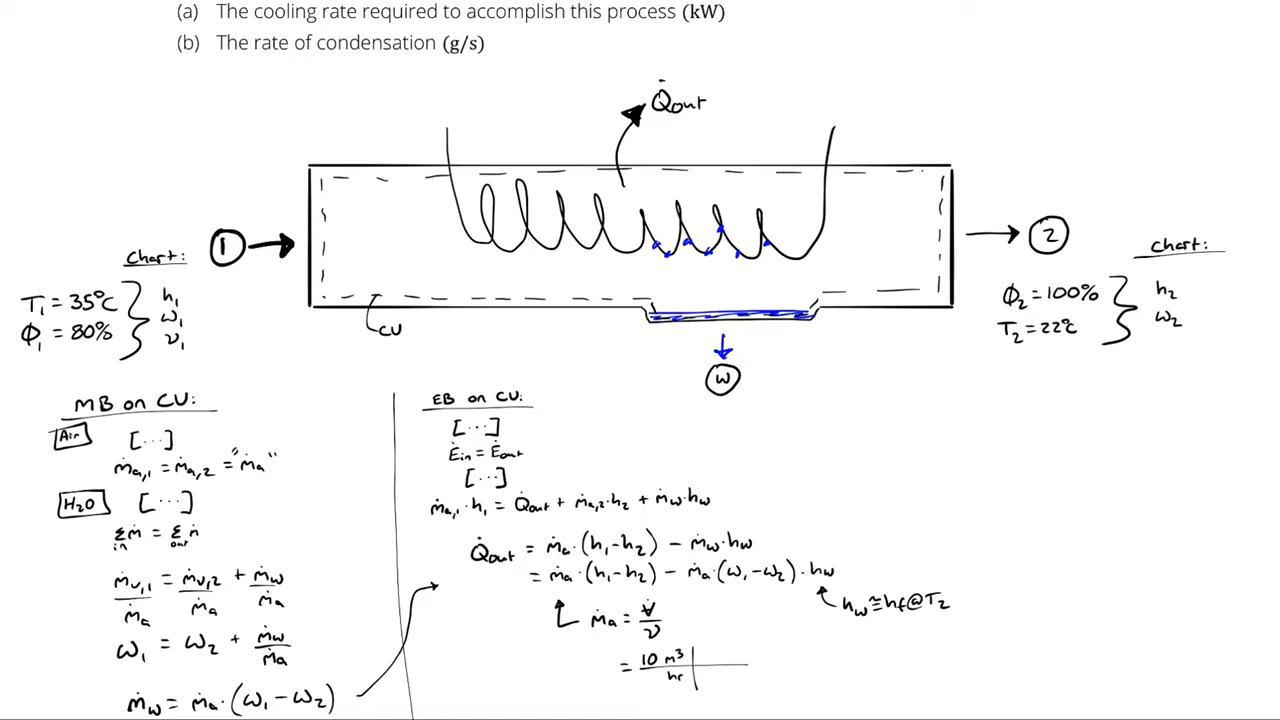 (a) The cooling rate required to accomplish this process (kW)
(b) The rate of condensation (g/s)
Q̇out
1
2
Chart:
T₁ = 35°C
ϕ₁ = 80%
h₁
ω₁
v₁
CV
Chart:
ϕ₂ = 100%
T₂ = 22°C
h₂
ω₂
W
MB on CV:
Air
[...]
ṁa,1 = ṁa,2 = "ṁa"
H2O
[...]
Σin ṁ = Σout ṁ
ṁv,1/ṁa = ṁv,2/ṁa + ṁw/ṁa
ω₁ = ω₂ + ṁw/ṁa
ṁw = ṁa·(ω₁ − ω₂)
EB on CV:
[...]
Ėin = Ėout
[...]
ṁa,1·h₁ = Q̇out + ṁa,2·h₂ + ṁw·hw
Q̇out = ṁa·(h₁−h₂) − ṁw·hw
= ṁa·(h₁−h₂) − ṁa·(ω₁−ω₂)·hw
hw ≅ hf@T₂
ṁa = V̇/v
= 10 m³/hr